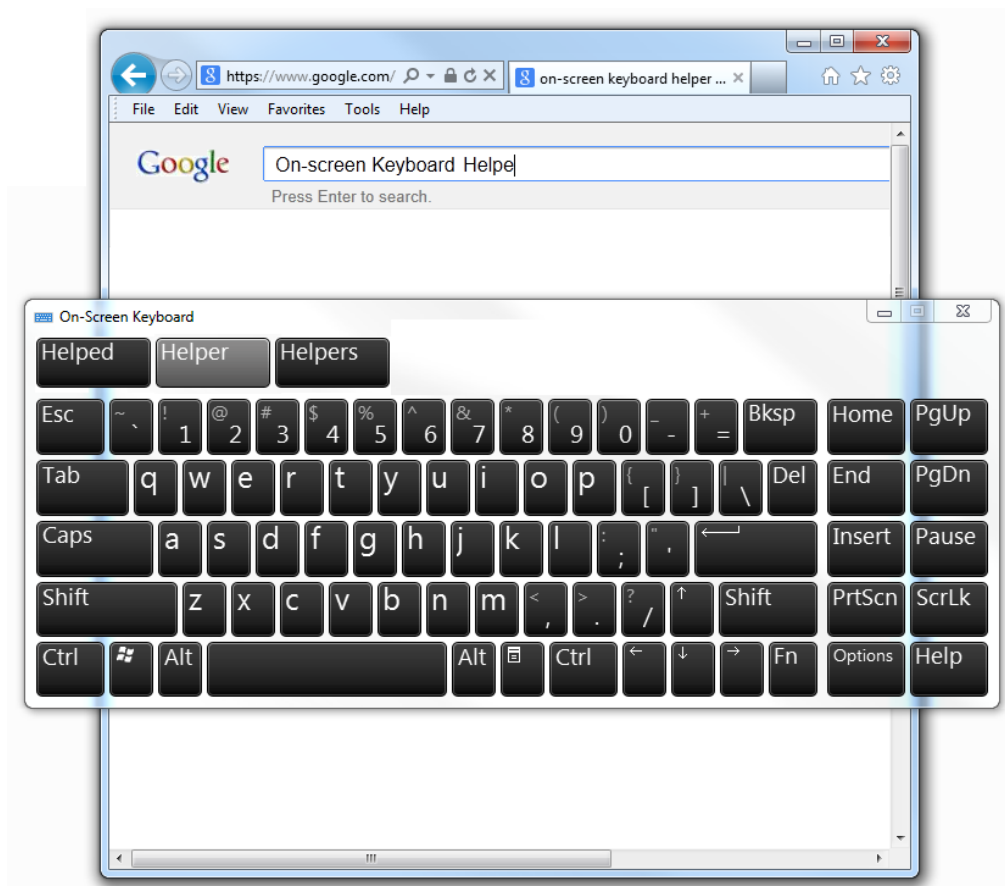 https://www.google.com/
on-screen keyboard helper ...
File Edit View Favorites Tools Help
Google
On-screen Keyboard Helpe
Press Enter to search.
On-Screen Keyboard
Helped Helper Helpers
Esc ~ ` ! 1 @ 2 # 3 $ 4 % 5 ^ 6 & 7 * 8 ( 9 ) 0 _ - + = Bksp Home PgUp
Tab q w e r t y u i o p { [ } ] | \ Del End PgDn
Caps a s d f g h j k l : ; " ' Insert Pause
Shift z x c v b n m < , > . ? / ↑ Shift PrtScn ScrLk
Ctrl Alt Alt Ctrl ← ↓ → Fn Options Help